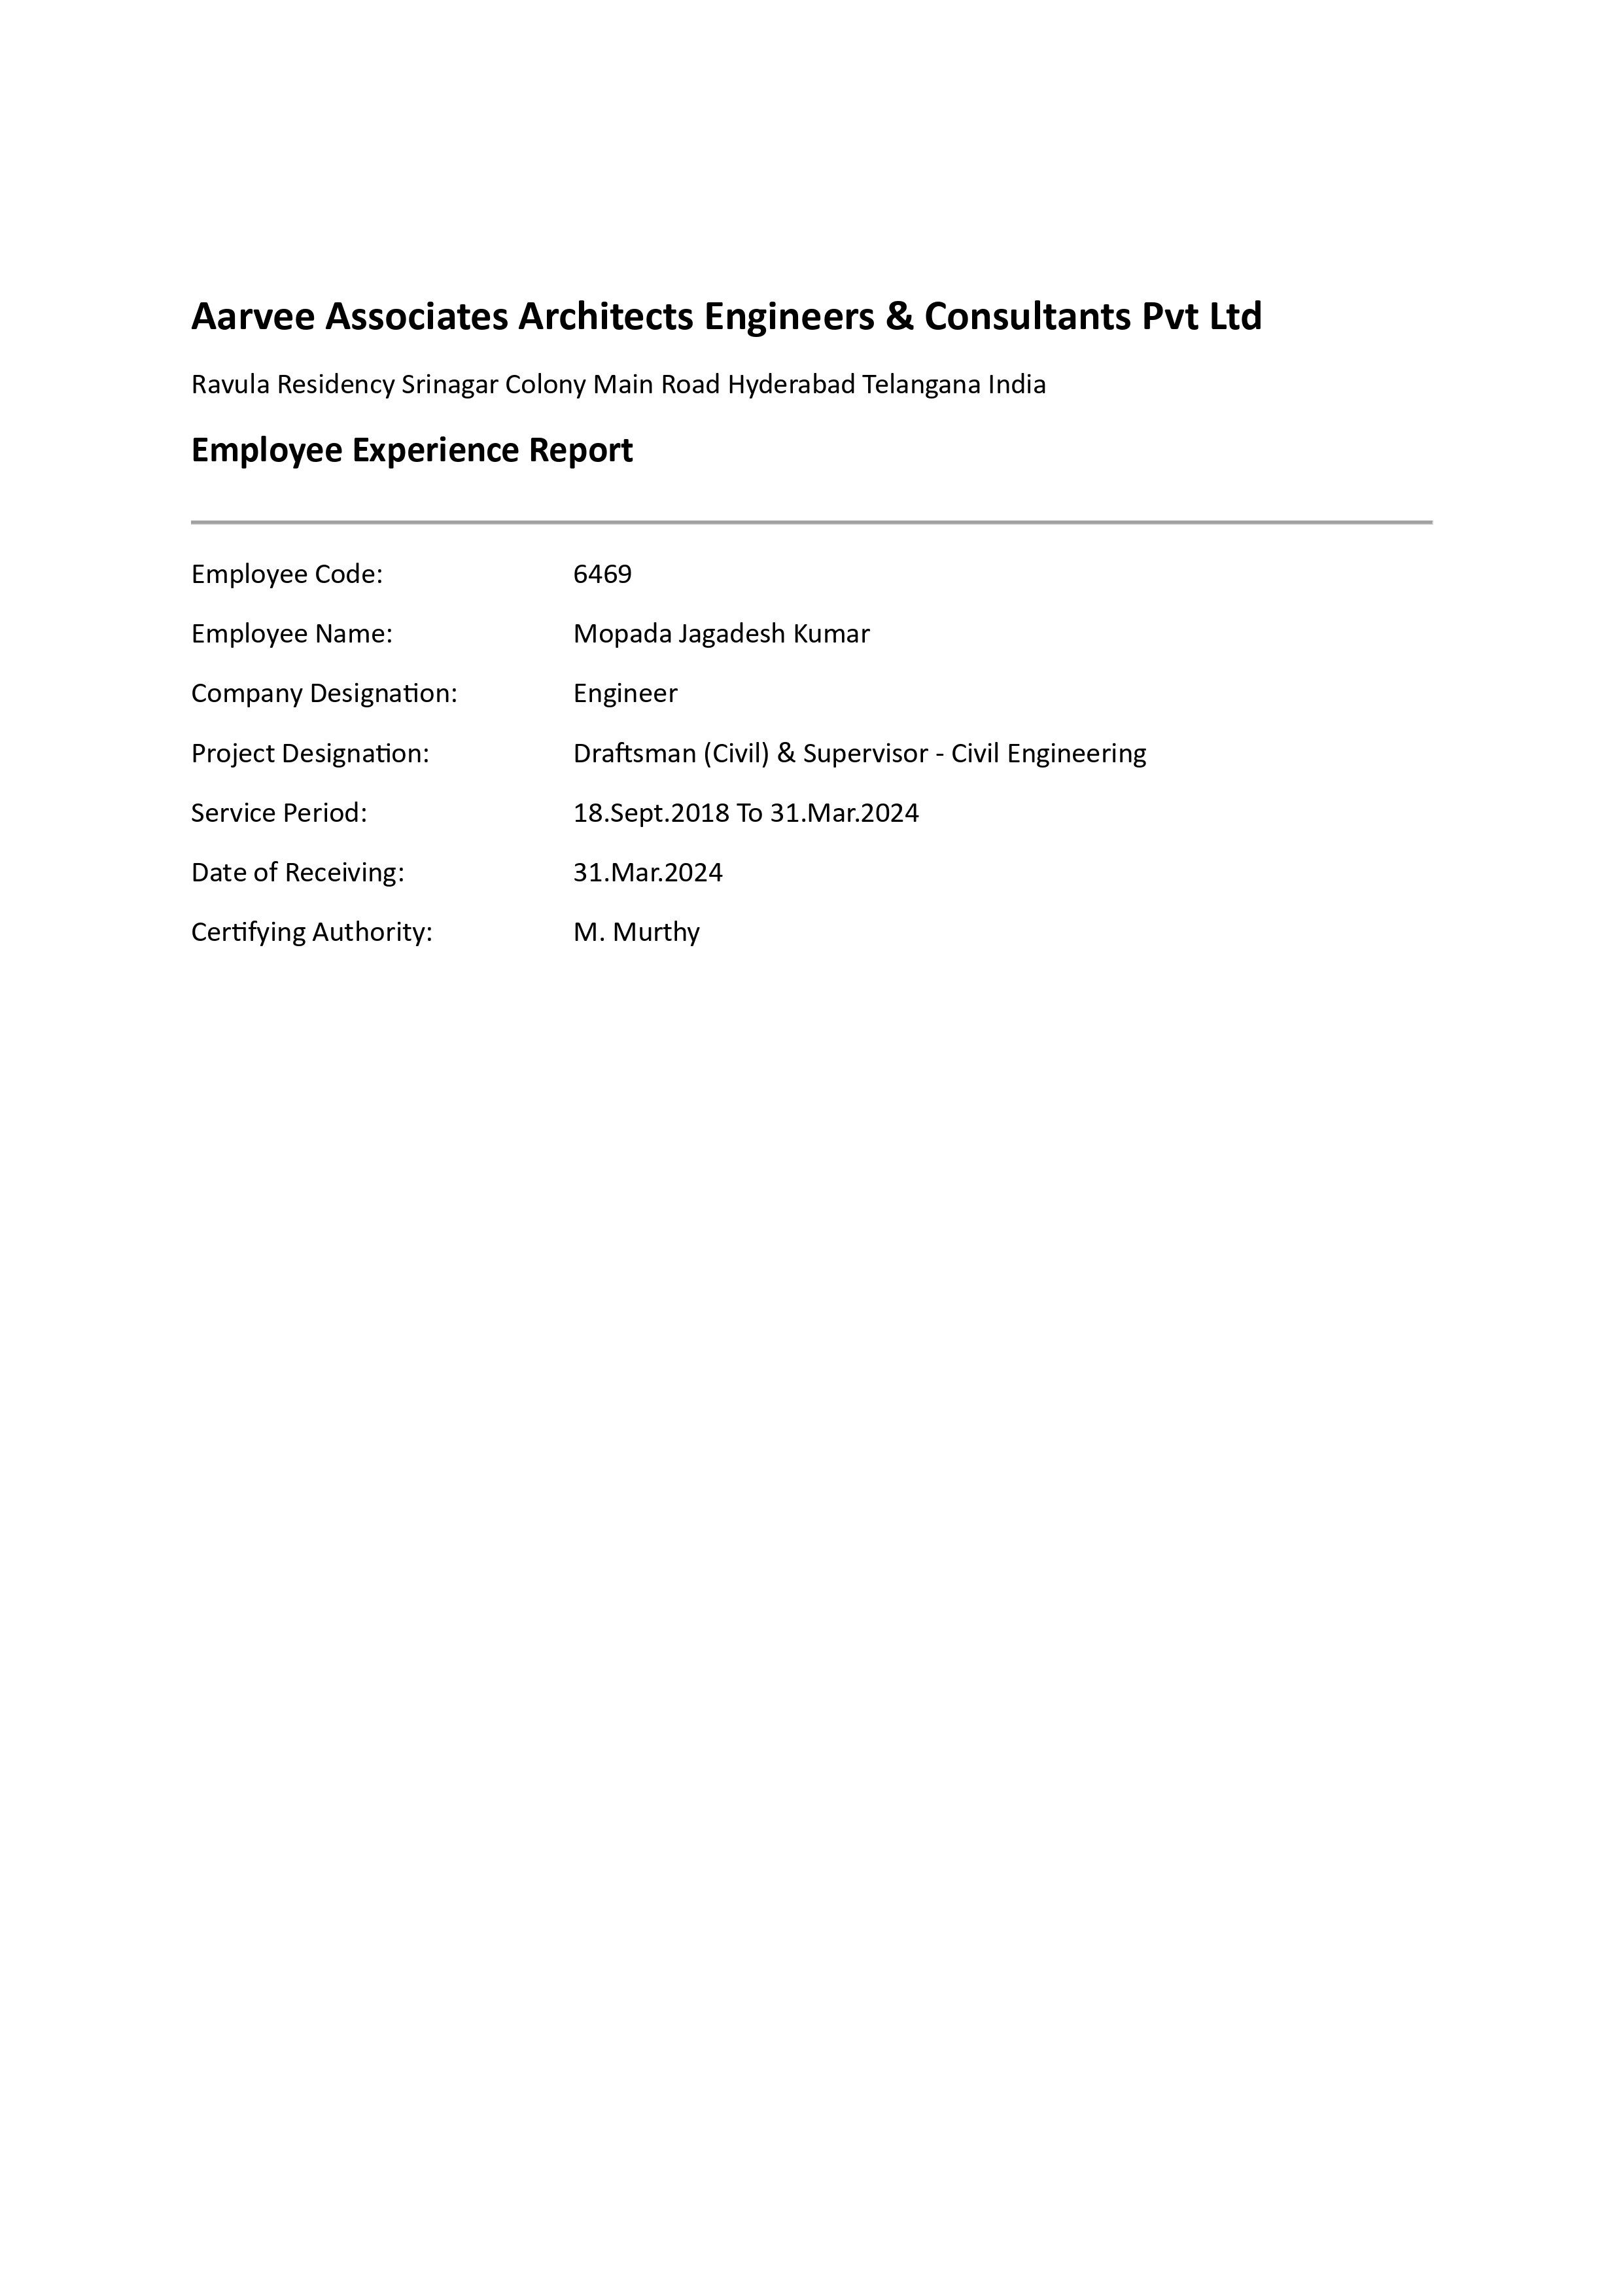 Aarvee Associates Architects Engineers & Consultants Pvt Ltd
Ravula Residency Srinagar Colony Main Road Hyderabad Telangana India
Employee Experience Report
Employee Code: 6469
Employee Name: Mopada Jagadesh Kumar
Company Designation: Engineer
Project Designation: Draftsman (Civil) & Supervisor - Civil Engineering
Service Period: 18.Sept.2018 To 31.Mar.2024
Date of Receiving: 31.Mar.2024
Certifying Authority: M. Murthy